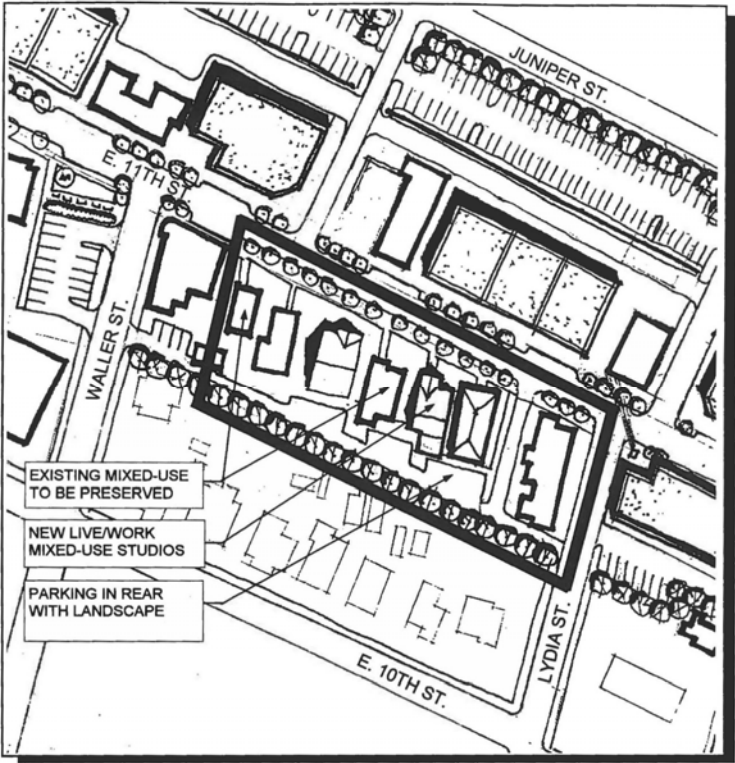 JUNIPER ST.
E. 11TH S
WALLER ST.
EXISTING MIXED-USE
TO BE PRESERVED
NEW LIVE/WORK
MIXED-USE STUDIOS
PARKING IN REAR
WITH LANDSCAPE
LYDIA ST.
E. 10TH ST.